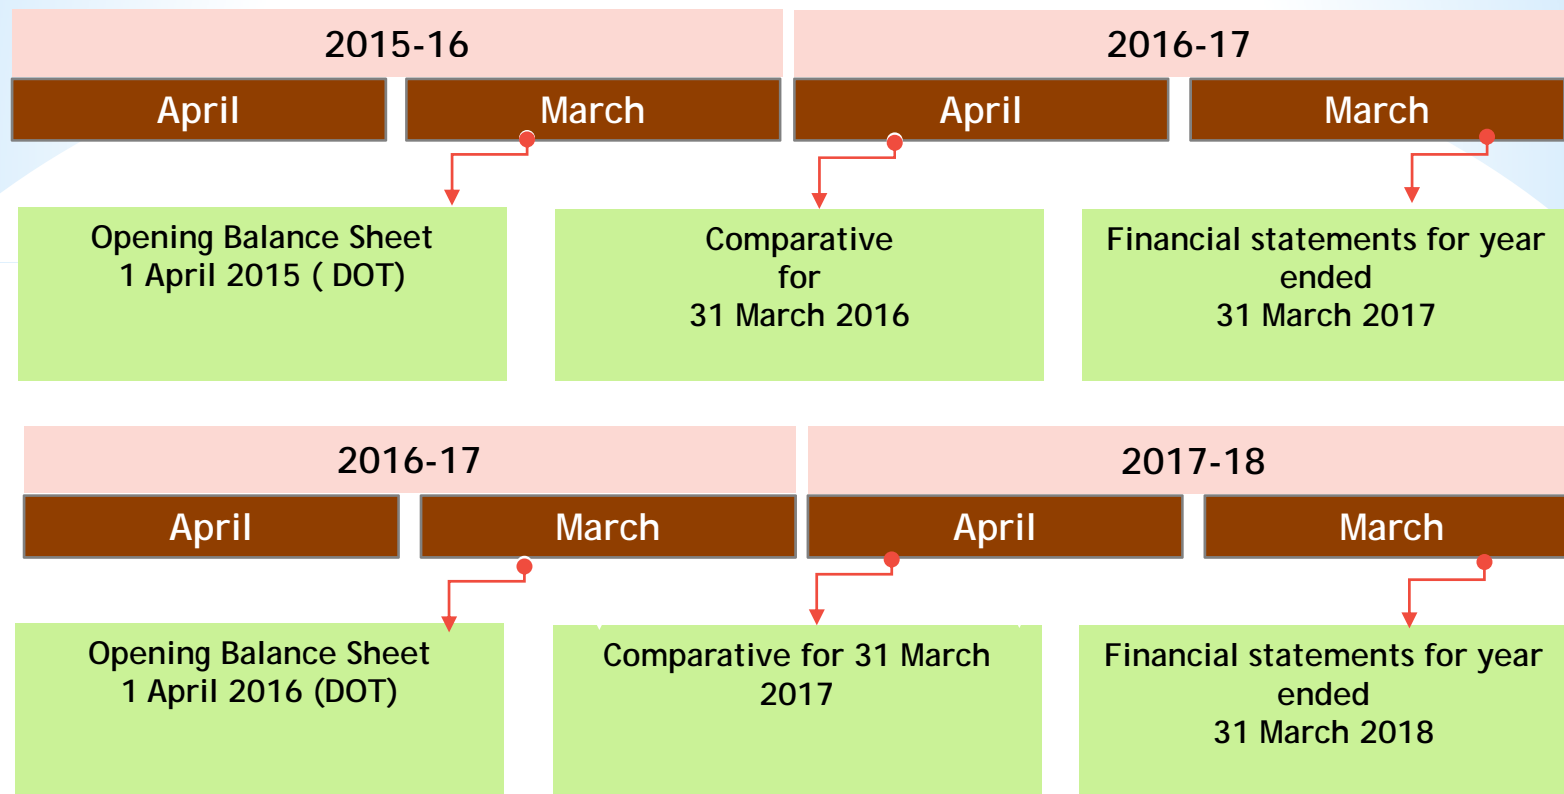 2015-16
2016-17
April
March
April
March
Opening Balance Sheet
1 April 2015 ( DOT)
Comparative
for
31 March 2016
Financial statements for year
ended
31 March 2017
2016-17
2017-18
April
March
April
March
Opening Balance Sheet
1 April 2016 (DOT)
Comparative for 31 March
2017
Financial statements for year
ended
31 March 2018